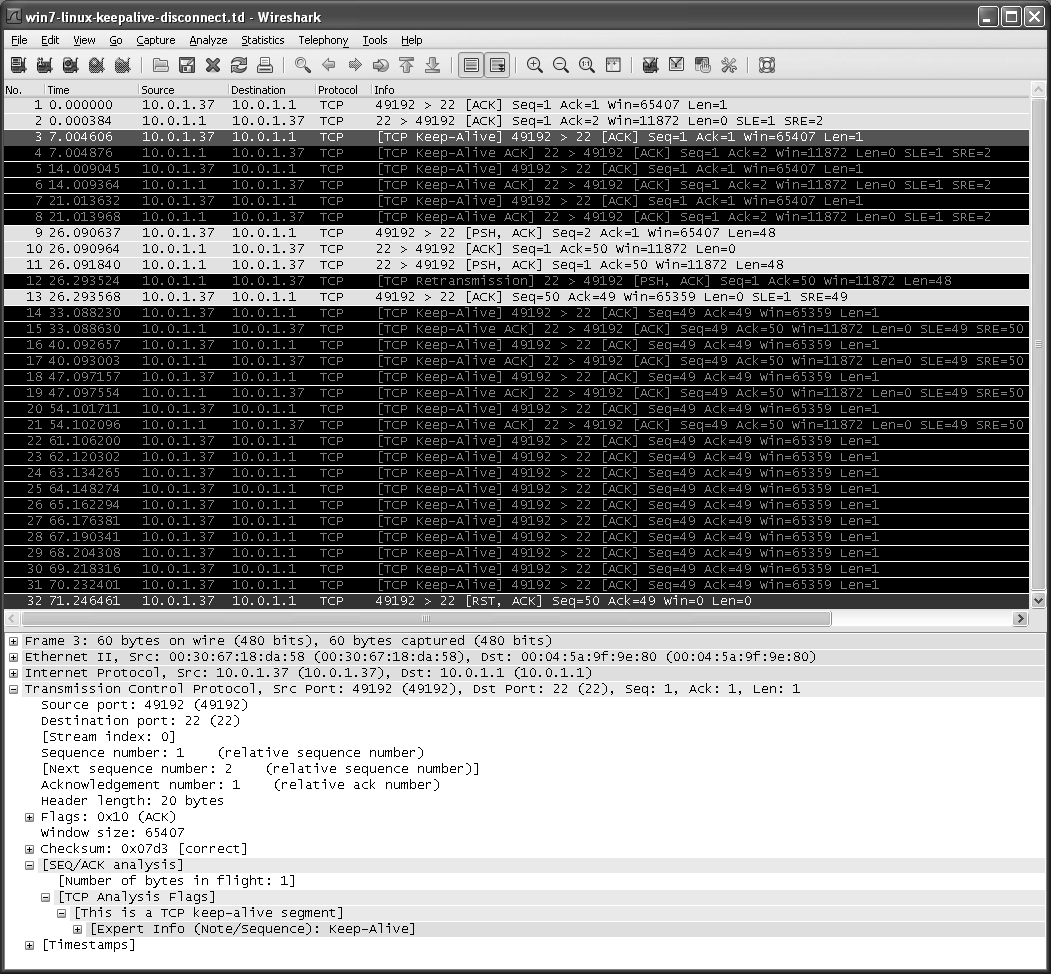 win7-linux-keepalive-disconnect.td - Wireshark
File Edit View Go Capture Analyze Statistics Telephony Tools Help
No. Time Source Destination Protocol Info
1 0.000000 10.0.1.37 10.0.1.1 TCP 49192 > 22 [ACK] Seq=1 Ack=1 Win=65407 Len=1
2 0.000384 10.0.1.1 10.0.1.37 TCP 22 > 49192 [ACK] Seq=1 Ack=2 Win=11872 Len=0 SLE=1 SRE=2
3 7.004606 10.0.1.37 10.0.1.1 TCP [TCP Keep-Alive] 49192 > 22 [ACK] Seq=1 Ack=1 Win=65407 Len=1
4 7.004876 10.0.1.1 10.0.1.37 TCP [TCP Keep-Alive ACK] 22 > 49192 [ACK] Seq=1 Ack=2 Win=11872 Len=0 SLE=1 SRE=2
5 14.009045 10.0.1.37 10.0.1.1 TCP [TCP Keep-Alive] 49192 > 22 [ACK] Seq=1 Ack=1 Win=65407 Len=1
6 14.009364 10.0.1.1 10.0.1.37 TCP [TCP Keep-Alive ACK] 22 > 49192 [ACK] Seq=1 Ack=2 Win=11872 Len=0 SLE=1 SRE=2
7 21.013632 10.0.1.37 10.0.1.1 TCP [TCP Keep-Alive] 49192 > 22 [ACK] Seq=1 Ack=1 Win=65407 Len=1
8 21.013968 10.0.1.1 10.0.1.37 TCP [TCP Keep-Alive ACK] 22 > 49192 [ACK] Seq=1 Ack=2 Win=11872 Len=0 SLE=1 SRE=2
9 26.090637 10.0.1.37 10.0.1.1 TCP 49192 > 22 [PSH, ACK] Seq=2 Ack=1 Win=65407 Len=48
10 26.090964 10.0.1.1 10.0.1.37 TCP 22 > 49192 [ACK] Seq=1 Ack=50 Win=11872 Len=0
11 26.091840 10.0.1.1 10.0.1.37 TCP 22 > 49192 [PSH, ACK] Seq=1 Ack=50 Win=11872 Len=48
12 26.293524 10.0.1.1 10.0.1.37 TCP [TCP Retransmission] 22 > 49192 [PSH, ACK] Seq=1 Ack=50 Win=11872 Len=48
13 26.293568 10.0.1.37 10.0.1.1 TCP 49192 > 22 [ACK] Seq=50 Ack=49 Win=65359 Len=0 SLE=1 SRE=49
14 33.088230 10.0.1.37 10.0.1.1 TCP [TCP Keep-Alive] 49192 > 22 [ACK] Seq=49 Ack=49 Win=65359 Len=1
15 33.088630 10.0.1.1 10.0.1.37 TCP [TCP Keep-Alive ACK] 22 > 49192 [ACK] Seq=49 Ack=50 Win=11872 Len=0 SLE=49 SRE=50
16 40.092657 10.0.1.37 10.0.1.1 TCP [TCP Keep-Alive] 49192 > 22 [ACK] Seq=49 Ack=49 Win=65359 Len=1
17 40.093003 10.0.1.1 10.0.1.37 TCP [TCP Keep-Alive ACK] 22 > 49192 [ACK] Seq=49 Ack=50 Win=11872 Len=0 SLE=49 SRE=50
18 47.097157 10.0.1.37 10.0.1.1 TCP [TCP Keep-Alive] 49192 > 22 [ACK] Seq=49 Ack=49 Win=65359 Len=1
19 47.097554 10.0.1.1 10.0.1.37 TCP [TCP Keep-Alive ACK] 22 > 49192 [ACK] Seq=49 Ack=50 Win=11872 Len=0 SLE=49 SRE=50
20 54.101711 10.0.1.37 10.0.1.1 TCP [TCP Keep-Alive] 49192 > 22 [ACK] Seq=49 Ack=49 Win=65359 Len=1
21 54.102096 10.0.1.1 10.0.1.37 TCP [TCP Keep-Alive ACK] 22 > 49192 [ACK] Seq=49 Ack=50 Win=11872 Len=0 SLE=49 SRE=50
22 61.106200 10.0.1.37 10.0.1.1 TCP [TCP Keep-Alive] 49192 > 22 [ACK] Seq=49 Ack=49 Win=65359 Len=1
23 62.120302 10.0.1.37 10.0.1.1 TCP [TCP Keep-Alive] 49192 > 22 [ACK] Seq=49 Ack=49 Win=65359 Len=1
24 63.134265 10.0.1.37 10.0.1.1 TCP [TCP Keep-Alive] 49192 > 22 [ACK] Seq=49 Ack=49 Win=65359 Len=1
25 64.148274 10.0.1.37 10.0.1.1 TCP [TCP Keep-Alive] 49192 > 22 [ACK] Seq=49 Ack=49 Win=65359 Len=1
26 65.162294 10.0.1.37 10.0.1.1 TCP [TCP Keep-Alive] 49192 > 22 [ACK] Seq=49 Ack=49 Win=65359 Len=1
27 66.176381 10.0.1.37 10.0.1.1 TCP [TCP Keep-Alive] 49192 > 22 [ACK] Seq=49 Ack=49 Win=65359 Len=1
28 67.190341 10.0.1.37 10.0.1.1 TCP [TCP Keep-Alive] 49192 > 22 [ACK] Seq=49 Ack=49 Win=65359 Len=1
29 68.204308 10.0.1.37 10.0.1.1 TCP [TCP Keep-Alive] 49192 > 22 [ACK] Seq=49 Ack=49 Win=65359 Len=1
30 69.218316 10.0.1.37 10.0.1.1 TCP [TCP Keep-Alive] 49192 > 22 [ACK] Seq=49 Ack=49 Win=65359 Len=1
31 70.232401 10.0.1.37 10.0.1.1 TCP [TCP Keep-Alive] 49192 > 22 [ACK] Seq=49 Ack=49 Win=65359 Len=1
32 71.246461 10.0.1.37 10.0.1.1 TCP 49192 > 22 [RST, ACK] Seq=50 Ack=49 Win=0 Len=0
Frame 3: 60 bytes on wire (480 bits), 60 bytes captured (480 bits)
Ethernet II, Src: 00:30:67:18:da:58 (00:30:67:18:da:58), Dst: 00:04:5a:9f:9e:80 (00:04:5a:9f:9e:80)
Internet Protocol, Src: 10.0.1.37 (10.0.1.37), Dst: 10.0.1.1 (10.0.1.1)
Transmission Control Protocol, Src Port: 49192 (49192), Dst Port: 22 (22), Seq: 1, Ack: 1, Len: 1
Source port: 49192 (49192)
Destination port: 22 (22)
[Stream index: 0]
Sequence number: 1 (relative sequence number)
[Next sequence number: 2 (relative sequence number)]
Acknowledgement number: 1 (relative ack number)
Header length: 20 bytes
Flags: 0x10 (ACK)
Window size: 65407
Checksum: 0x07d3 [correct]
[SEQ/ACK analysis]
[Number of bytes in flight: 1]
[TCP Analysis Flags]
[This is a TCP keep-alive segment]
[Expert Info (Note/Sequence): Keep-Alive]
[Timestamps]